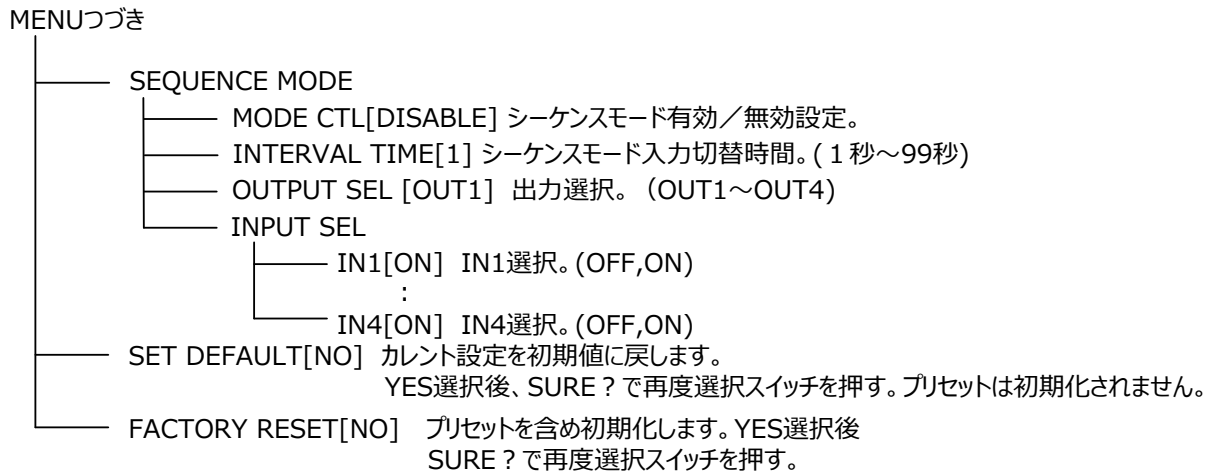 MENUつづき
SEQUENCE MODE
MODE CTL[DISABLE] シーケンスモード有効／無効設定。
INTERVAL TIME[1] シーケンスモード入力切替時間。(１秒～99秒)
OUTPUT SEL [OUT1] 出力選択。（OUT1～OUT4)
INPUT SEL
IN1[ON] IN1選択。(OFF,ON)
:
IN4[ON] IN4選択。(OFF,ON)
SET DEFAULT[NO] カレント設定を初期値に戻します。
YES選択後、SURE？で再度選択スイッチを押す。プリセットは初期化されません。
FACTORY RESET[NO] プリセットを含め初期化します。YES選択後
SURE？で再度選択スイッチを押す。